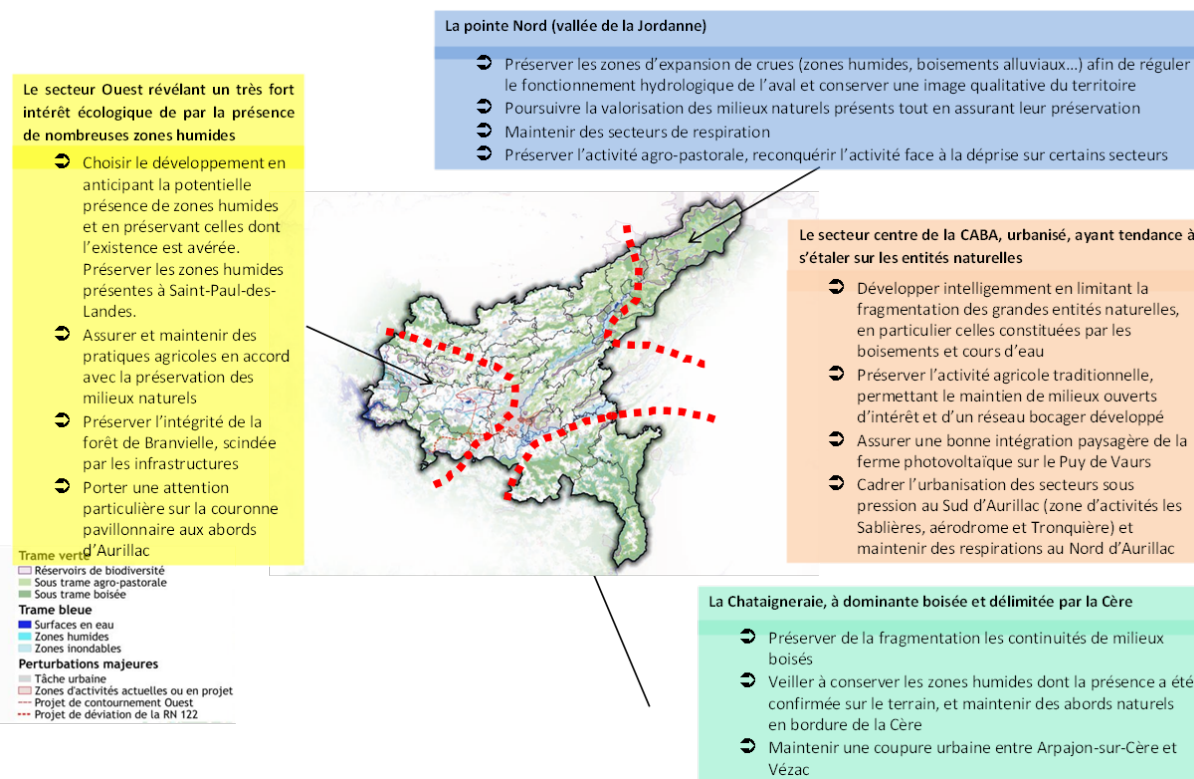 La pointe Nord (vallée de la Jordanne)
➲ Préserver les zones d'expansion de crues (zones humides, boisements alluviaux...) afin de réguler
le fonctionnement hydrologique de l'aval et conserver une image qualitative du territoire
➲ Poursuivre la valorisation des milieux naturels présents tout en assurant leur préservation
➲ Maintenir des secteurs de respiration
➲ Préserver l'activité agro-pastorale, reconquérir l'activité face à la déprise sur certains secteurs
Le secteur Ouest révélant un très fort
intérêt écologique de par la présence
de nombreuses zones humides
➲ Choisir le développement en
anticipant la potentielle
présence de zones humides
et en préservant celles dont
l'existence est avérée.
Préserver les zones humides
présentes à Saint-Paul-des-
Landes.
➲ Assurer et maintenir des
pratiques agricoles en accord
avec la préservation des
milieux naturels
➲ Préserver l'intégrité de la
forêt de Branvielle, scindée
par les infrastructures
➲ Porter une attention
particulière sur la couronne
pavillonnaire aux abords
d'Aurillac
Le secteur centre de la CABA, urbanisé, ayant tendance à
s'étaler sur les entités naturelles
➲ Développer intelligemment en limitant la
fragmentation des grandes entités naturelles,
en particulier celles constituées par les
boisements et cours d'eau
➲ Préserver l'activité agricole traditionnelle,
permettant le maintien de milieux ouverts
d'intérêt et d'un réseau bocager développé
➲ Assurer une bonne intégration paysagère de la
ferme photovoltaïque sur le Puy de Vaurs
➲ Cadrer l'urbanisation des secteurs sous
pression au Sud d'Aurillac (zone d'activités les
Sablières, aérodrome et Tronquière) et
maintenir des respirations au Nord d'Aurillac
Trame verte
Réservoirs de biodiversité
Sous trame agro-pastorale
Sous trame boisée
Trame bleue
Surfaces en eau
Zones humides
Zones inondables
Perturbations majeures
Tâche urbaine
Zones d'activités actuelles ou en projet
Projet de contournement Ouest
Projet de déviation de la RN 122
La Chataigneraie, à dominante boisée et délimitée par la Cère
➲ Préserver de la fragmentation les continuités de milieux
boisés
➲ Veiller à conserver les zones humides dont la présence a été
confirmée sur le terrain, et maintenir des abords naturels
en bordure de la Cère
➲ Maintenir une coupure urbaine entre Arpajon-sur-Cère et
Vézac